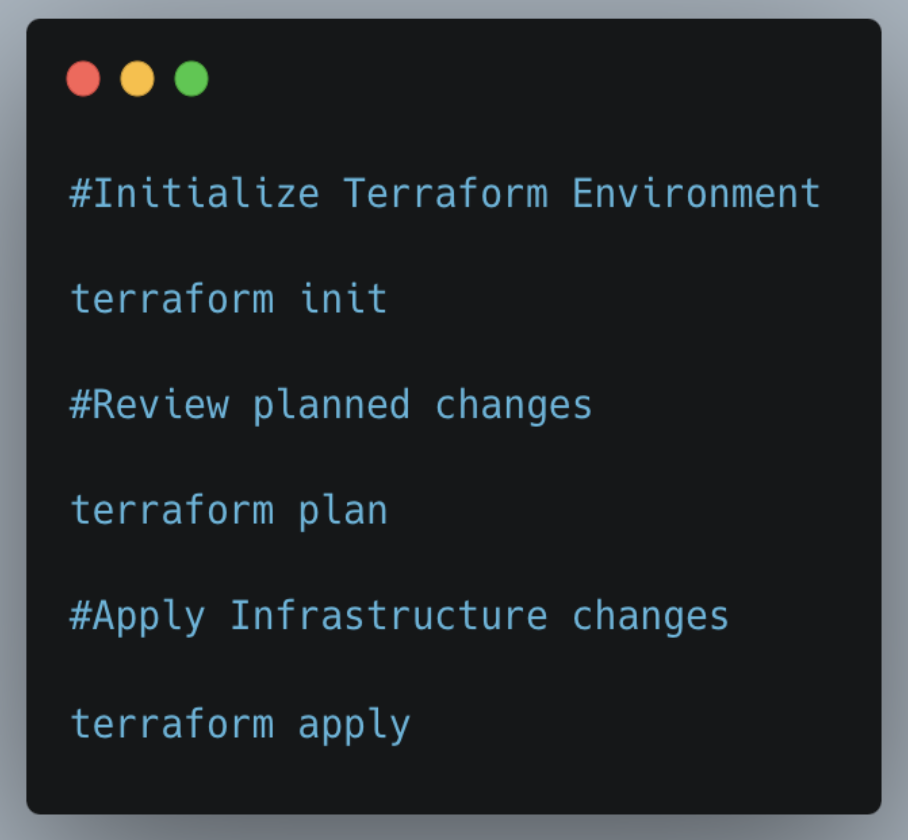 #Initialize Terraform Environment
terraform init
#Review planned changes
terraform plan
#Apply Infrastructure changes
terraform apply